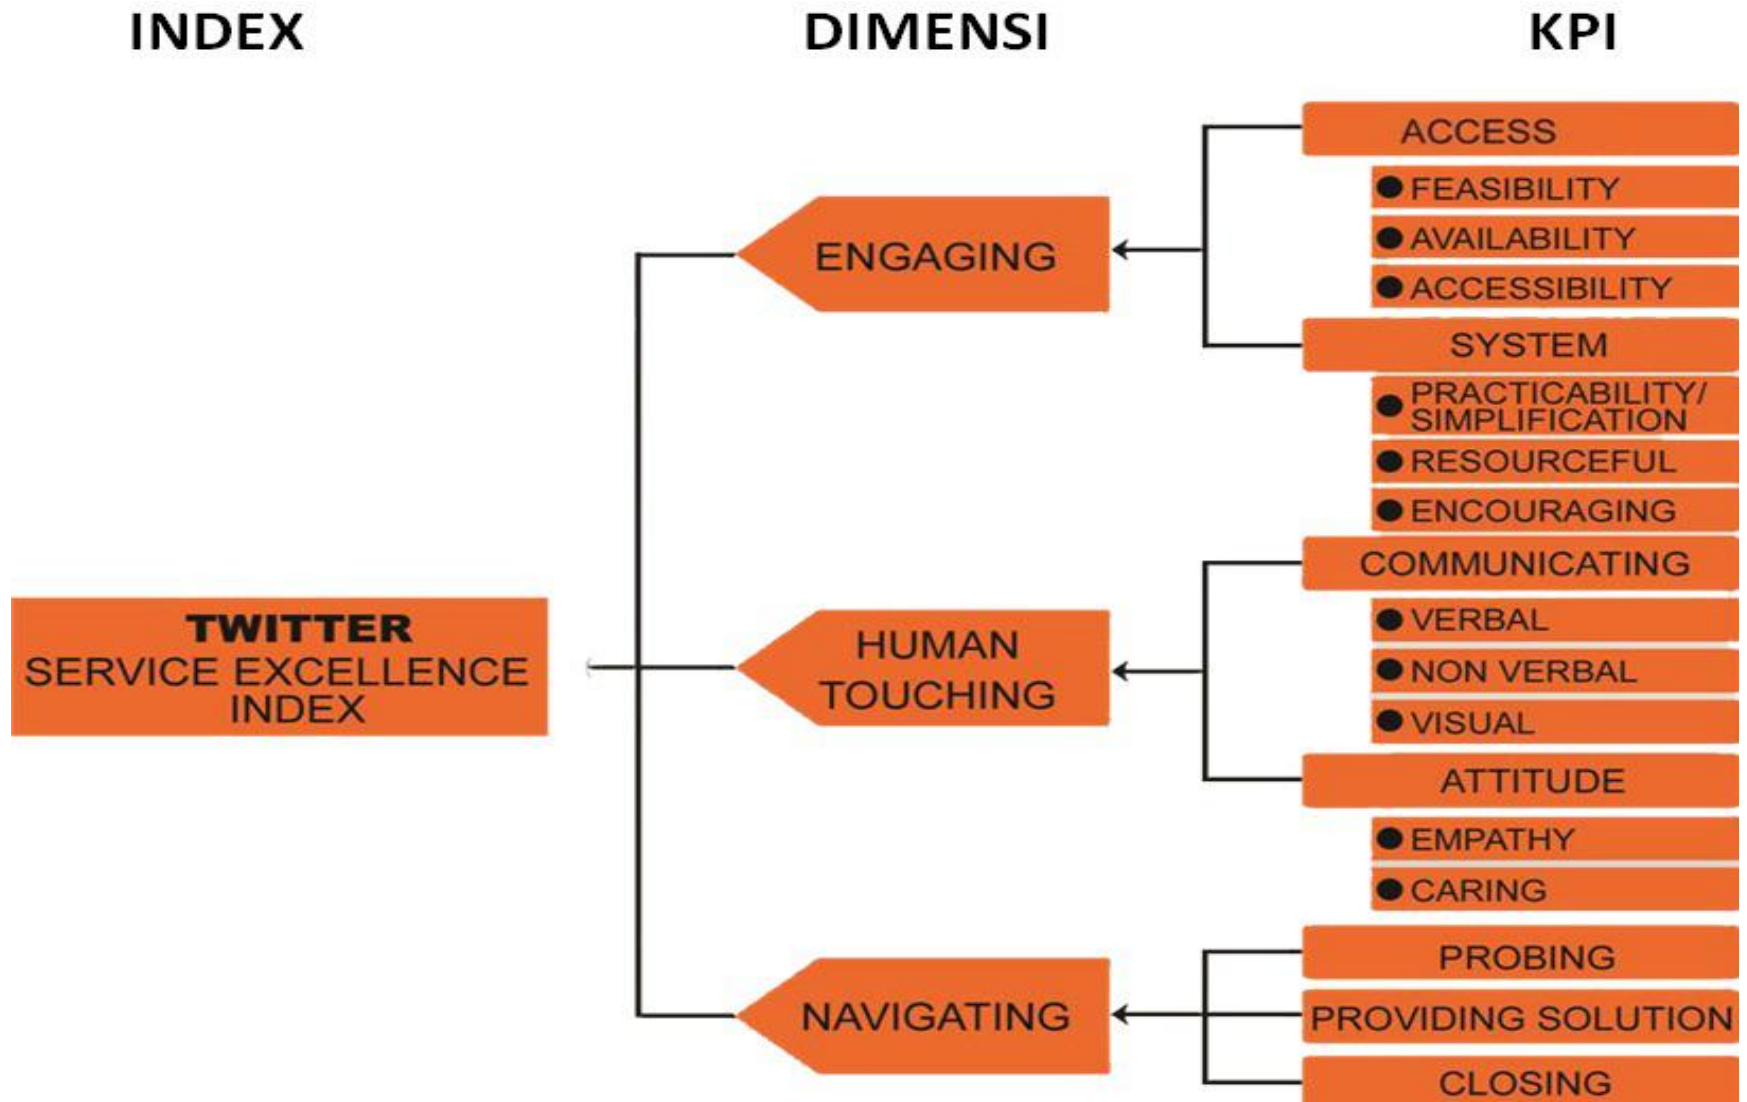 INDEX
DIMENSI
KPI
ACCESS
● FEASIBILITY
● AVAILABILITY
● ACCESSIBILITY
ENGAGING
SYSTEM
● PRACTICABILITY/
SIMPLIFICATION
● RESOURCEFUL
● ENCOURAGING
COMMUNICATING
● VERBAL
● NON VERBAL
● VISUAL
TWITTER
SERVICE EXCELLENCE
INDEX
HUMAN
TOUCHING
ATTITUDE
● EMPATHY
● CARING
PROBING
NAVIGATING
PROVIDING SOLUTION
CLOSING